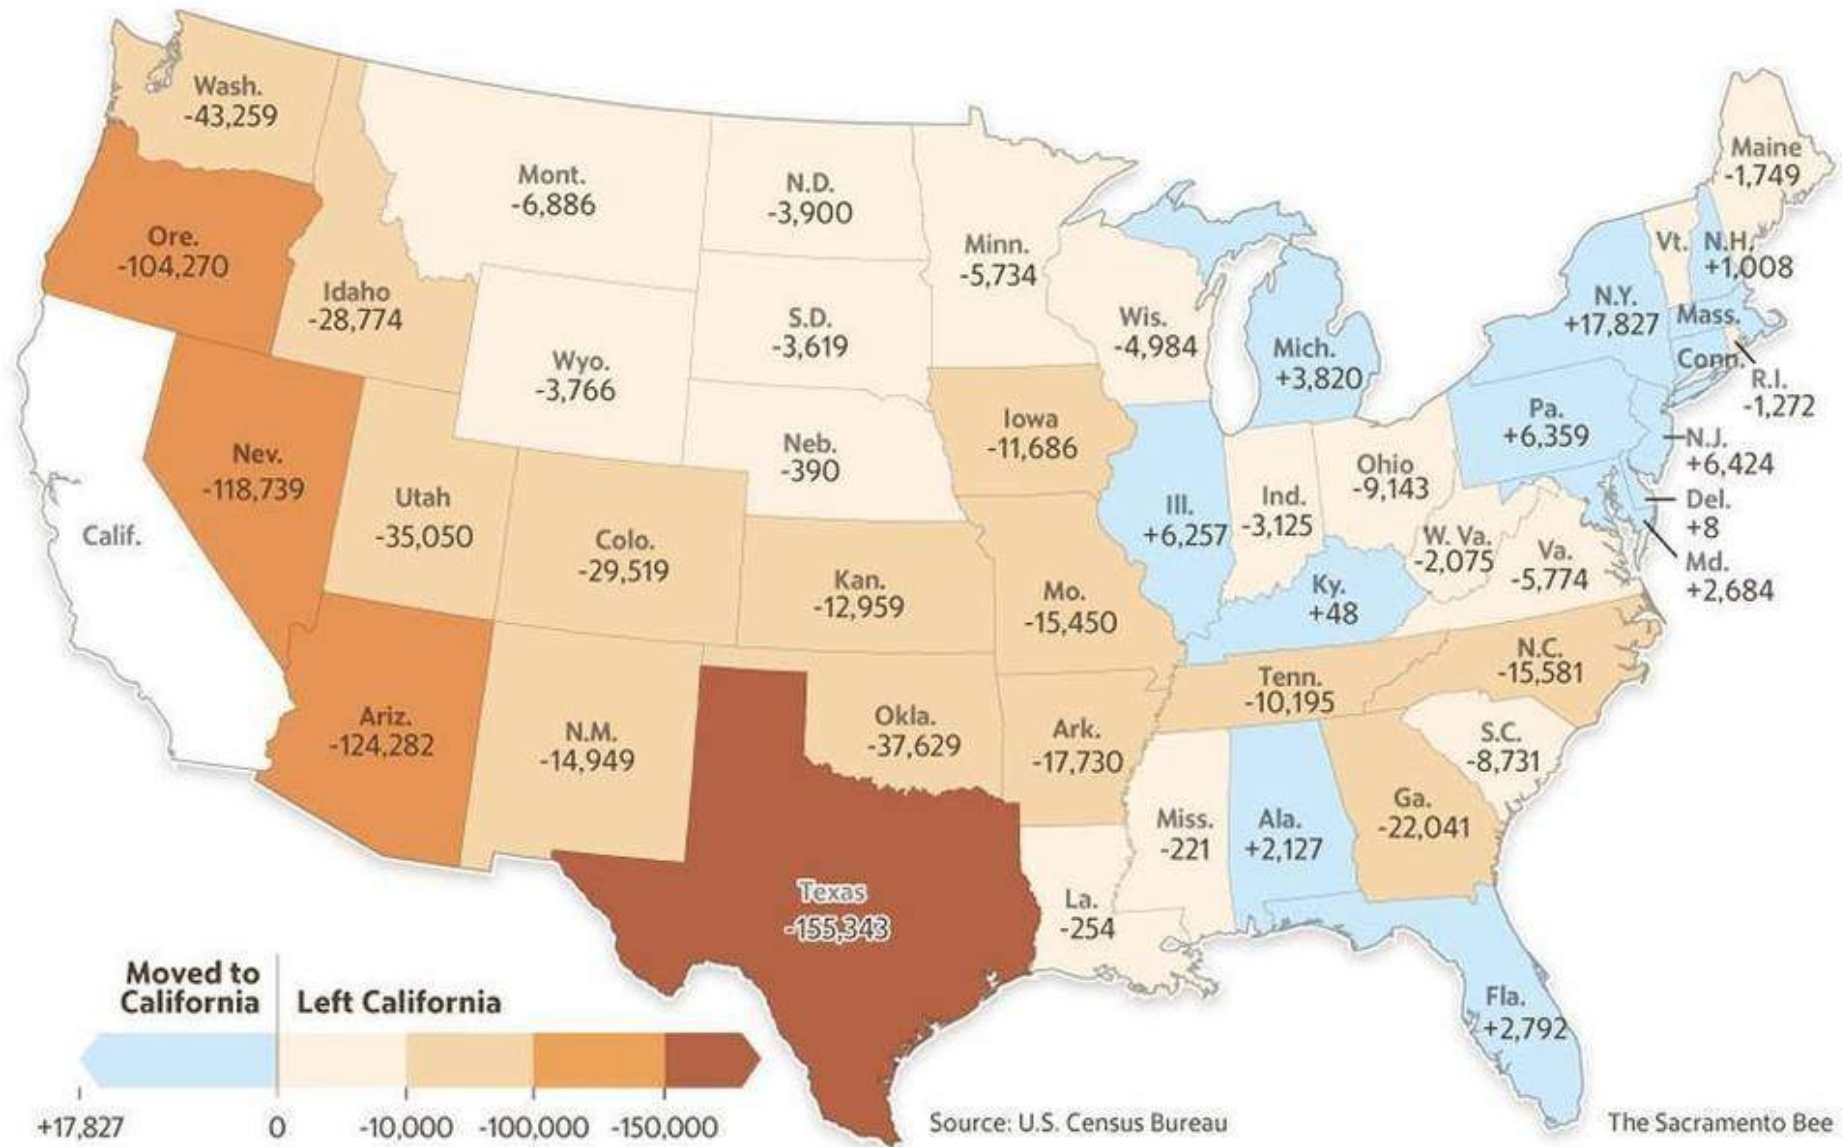 Wash.
-43,259
Ore.
-104,270
Calif.
Nev.
-118,739
Idaho
-28,774
Mont.
-6,886
Wyo.
-3,766
Utah
-35,050
Colo.
-29,519
Ariz.
-124,282
N.M.
-14,949
N.D.
-3,900
S.D.
-3,619
Neb.
-390
Kan.
-12,959
Okla.
-37,629
Texas
-155,343
Minn.
-5,734
Iowa
-11,686
Mo.
-15,450
Ark.
-17,730
La.
-254
Wis.
-4,984
Ill.
+6,257
Mich.
+3,820
Ind.
-3,125
Ohio
-9,143
Ky.
+48
Tenn.
-10,195
Miss.
-221
Ala.
+2,127
Ga.
-22,041
Fla.
+2,792
S.C.
-8,731
N.C.
-15,581
W. Va.
-2,075
Va.
-5,774
Pa.
+6,359
N.Y.
+17,827
Vt.
N.H.
+1,008
Maine
-1,749
Mass.
Conn.
R.I.
-1,272
N.J.
+6,424
Del.
+8
Md.
+2,684
Moved to
California
Left California
+17,827
0
-10,000
-100,000
-150,000
Source: U.S. Census Bureau
The Sacramento Bee